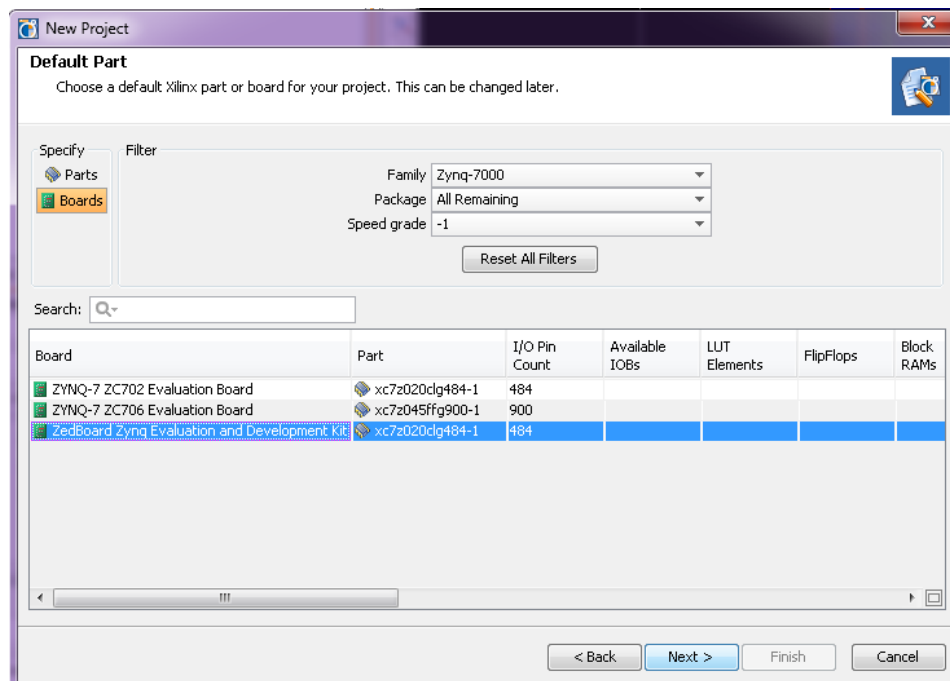 New Project
Default Part
Choose a default Xilinx part or board for your project. This can be changed later.
Specify
Parts
Boards
Filter
Family Zynq-7000
Package All Remaining
Speed grade -1
Reset All Filters
Search:
Board Part I/O Pin Count Available IOBs LUT Elements FlipFlops Block RAMs
ZYNQ-7 ZC702 Evaluation Board xc7z020clg484-1 484
ZYNQ-7 ZC706 Evaluation Board xc7z045ffg900-1 900
ZedBoard Zynq Evaluation and Development Kit xc7z020clg484-1 484
< Back Next > Finish Cancel